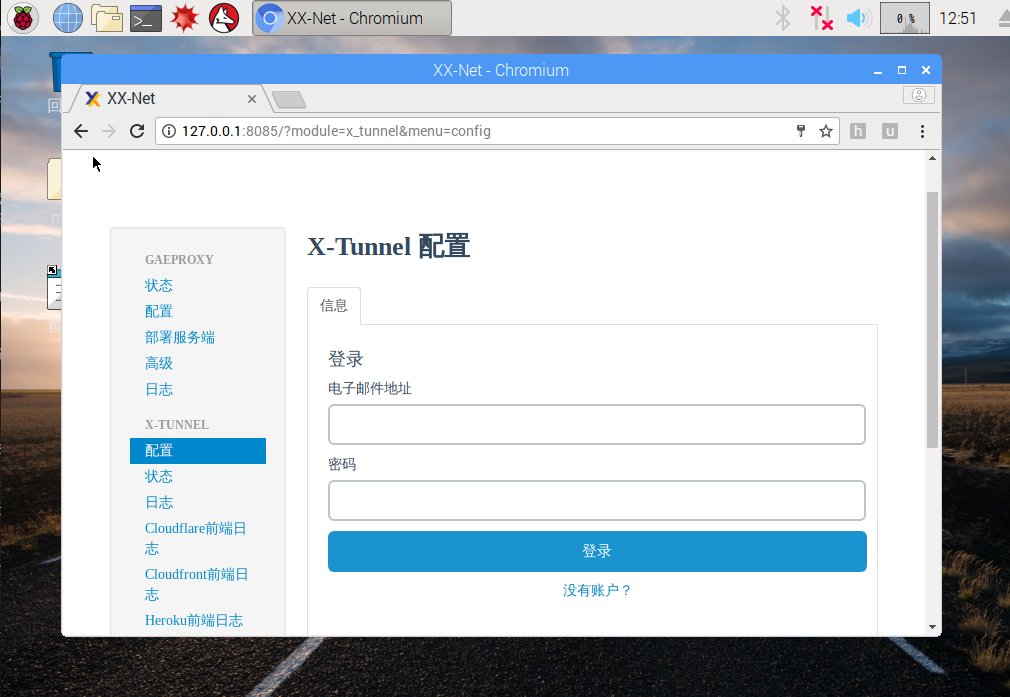 XX-Net - Chromium
0 %
12:51
XX-Net - Chromium
XX-Net
127.0.0.1:8085/?module=x_tunnel&menu=config
h
u
GAEPROXY
状态
配置
部署服务端
高级
日志
X-TUNNEL
配置
状态
日志
Cloudflare前端日
志
Cloudfront前端日
志
Heroku前端日志
X-Tunnel 配置
信息
登录
电子邮件地址
密码
登录
没有账户？